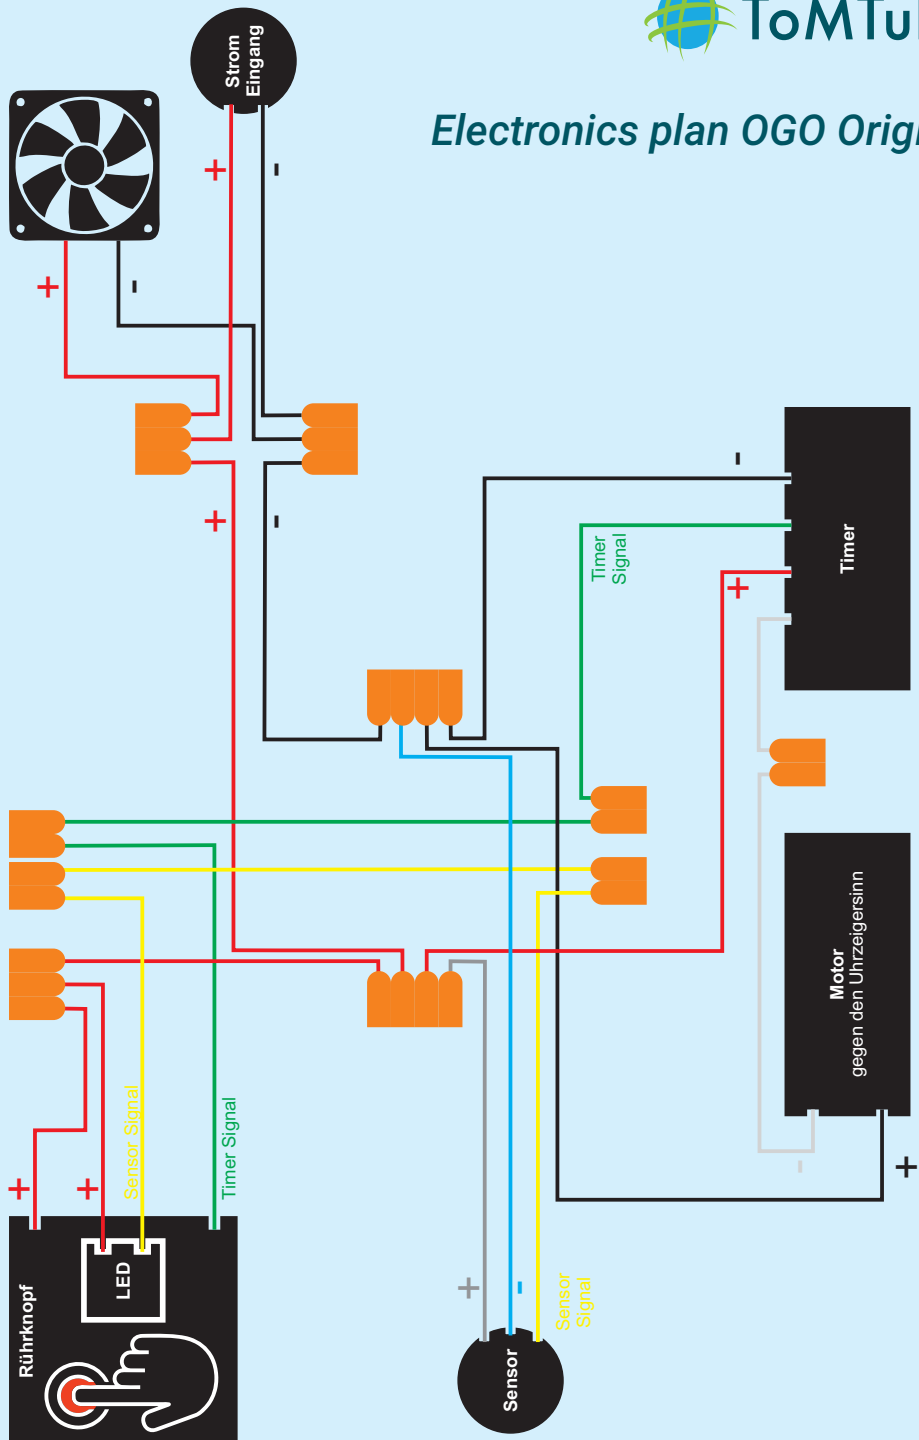 ToMTu
Electronics plan OGO Origi
Strom
Eingang
+
-
+
-
+
-
Timer
-
Timer
Signal
+
Motor
gegen den Uhrzeigersinn
-
+
Rührknopf
LED
+
+
Sensor Signal
Timer Signal
Sensor
+
-
Sensor
Signal